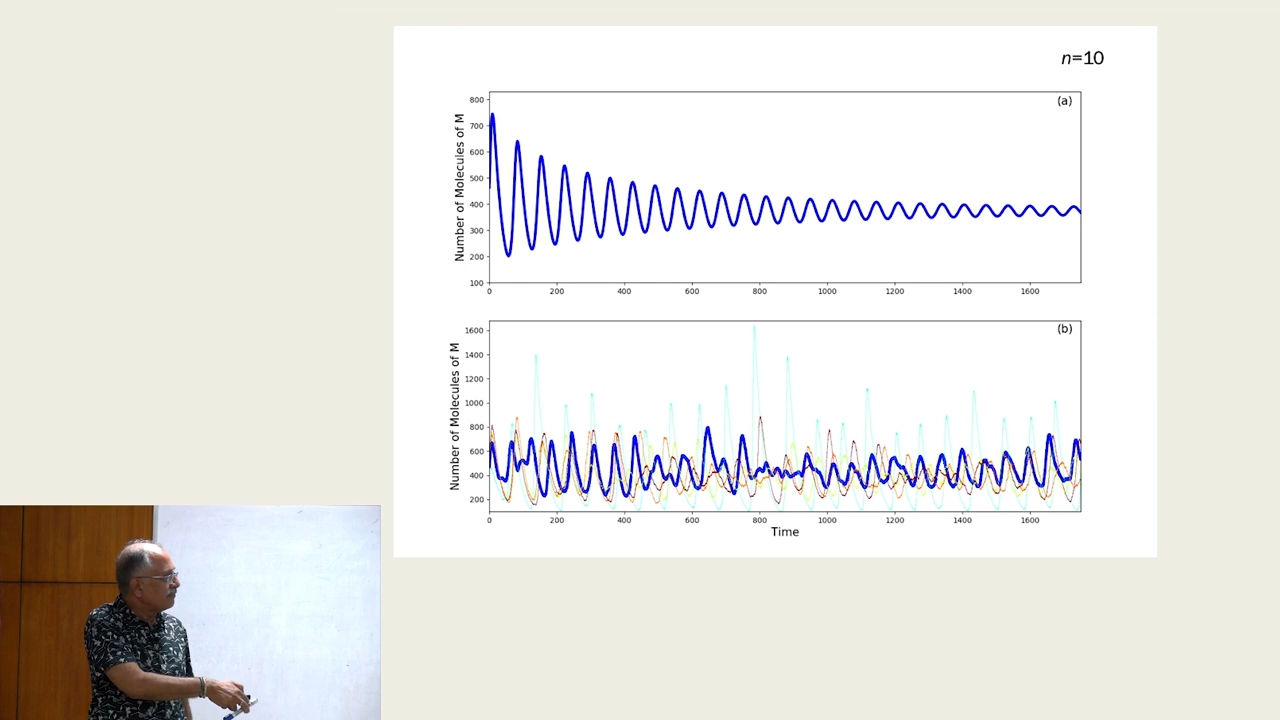 n=10
(a)
Number of Molecules of M
800
700
600
500
400
300
200
100
0 200 400 600 800 1000 1200 1400 1600
(b)
Number of Molecules of M
1600
1400
1200
1000
800
600
400
200
0 200 400 600 800 1000 1200 1400 1600
Time